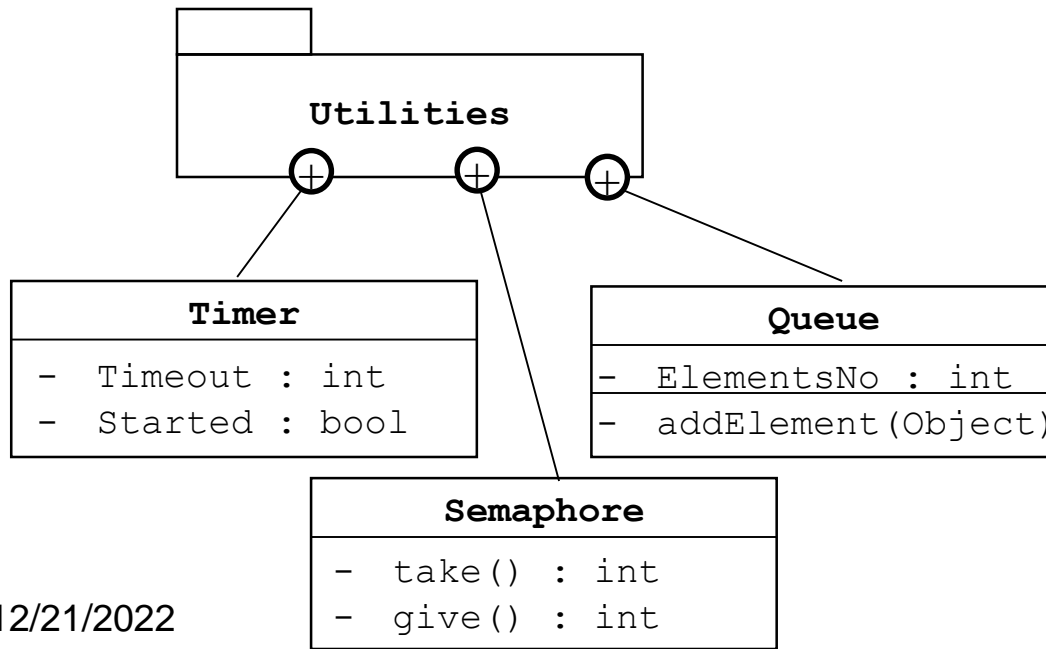 Utilities
+ + +
Timer
- Timeout : int
- Started : bool
Queue
- ElementsNo : int
- addElement(Object)
Semaphore
- take() : int
- give() : int
12/21/2022